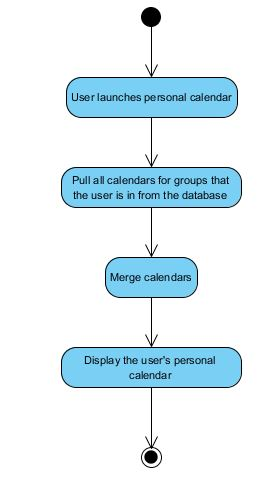 User launches personal calendar
Pull all calendars for groups that
the user is in from the database
Merge calendars
Display the user's personal
calendar